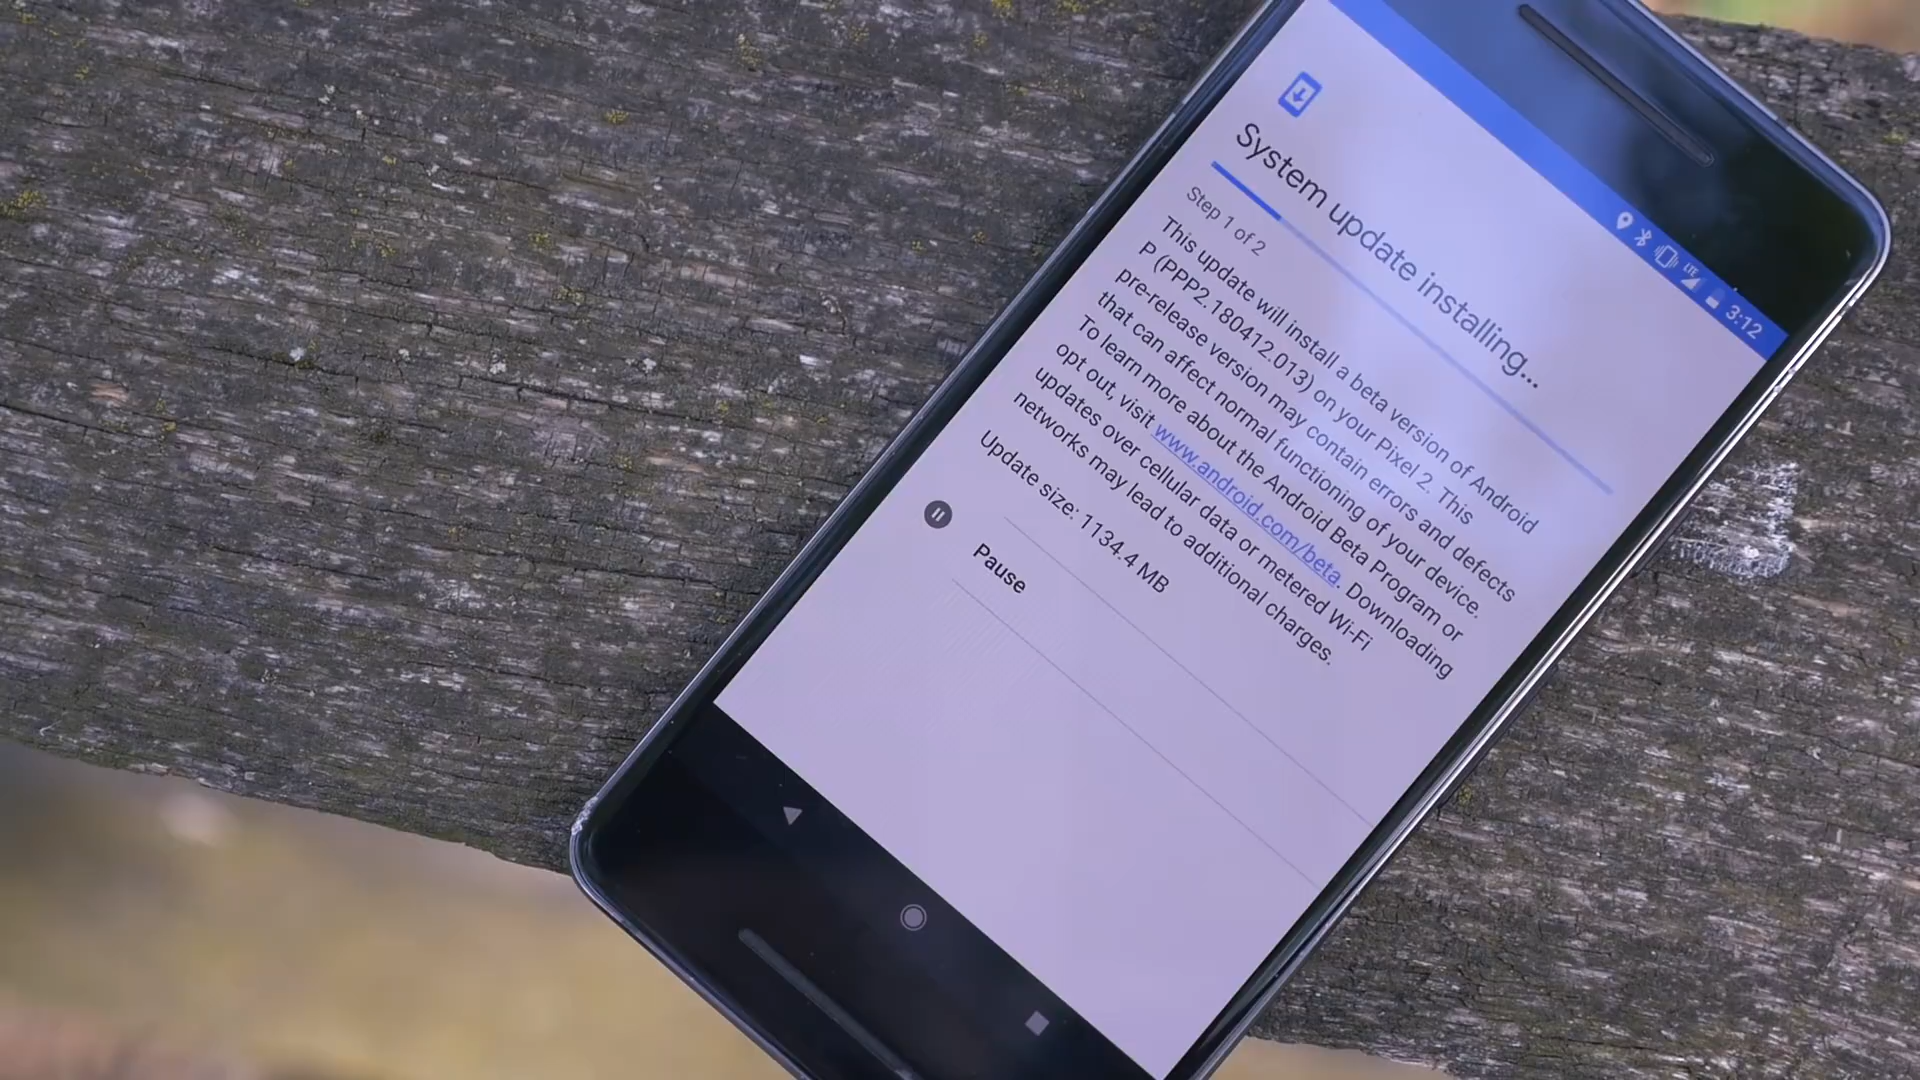 LTE
3:12
System update installing...
Step 1 of 2
This update will install a beta version of Android
P (PPP2.180412.013) on your Pixel 2. This
pre-release version may contain errors and defects
that can affect normal functioning of your device.
To learn more about the Android Beta Program or
opt out, visit www.android.com/beta. Downloading
updates over cellular data or metered Wi-Fi
networks may lead to additional charges.
Update size: 1134.4 MB
Pause